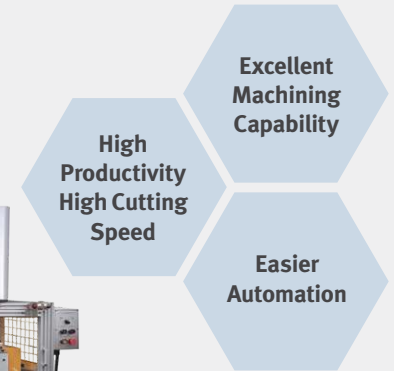 Excellent
Machining
Capability
High
Productivity
High Cutting
Speed
Easier
Automation